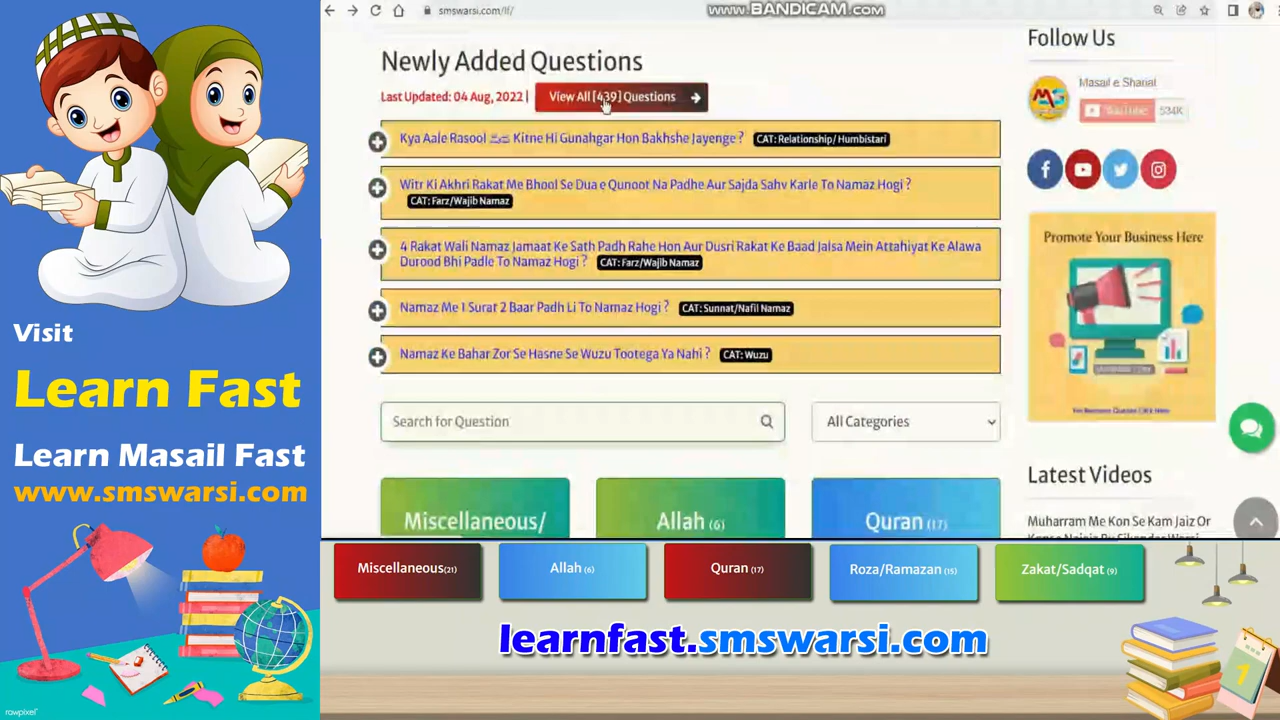 smswarsi.com/lf/
www.BANDICAM.com
Newly Added Questions
Last Updated: 04 Aug, 2022 |
View All [439] Questions
Kya Aale Rasool Kitne Hi Gunahgar Hon Bakhshe Jayenge ? CAT: Relationship/ Humbistari
Witr Ki Akhri Rakat Me Bhool Se Dua e Qunoot Na Padhe Aur Sajda Sahv Karle To Namaz Hogi ?
CAT: Farz/Wajib Namaz
4 Rakat Wali Namaz Jamaat Ke Sath Padh Rahe Hon Aur Dusri Rakat Ke Baad Jalsa Mein Attahiyat Ke Alawa
Durood Bhi Padle To Namaz Hogi ? CAT: Farz/Wajib Namaz
Namaz Me 1 Surat 2 Baar Padh Li To Namaz Hogi ? CAT: Sunnat/Nafil Namaz
Namaz Ke Bahar Zor Se Hasne Se Wuzu Tootega Ya Nahi ? CAT: Wuzu
Search for Question
All Categories
Miscellaneous/
Allah (6)
Quran (17)
Follow Us
Masail e Sharai
YouTube 534K
Promote Your Business Here
Latest Videos
Muharram Me Kon Se Kam Jaiz Or
Visit
Learn Fast
Learn Masail Fast
www.smswarsi.com
rawpixel
Miscellaneous(21)
Allah (6)
Quran (17)
Roza/Ramazan (15)
Zakat/Sadqat (9)
learnfast.smswarsi.com
1